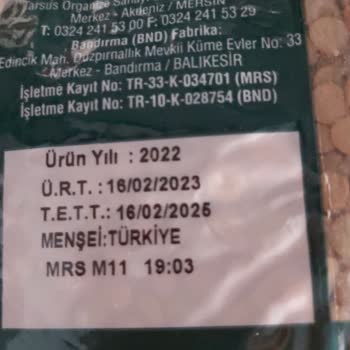 Tarsus Organize Sanayi
Merkez - Akdeniz / MERSİN
T: 0324 241 53 00 F: 0324 241 53 29
Bandırma (BND) Fabrika:
Edincik Mah. Düzpırnallık Mevkii Küme Evler No: 33
Merkez - Bandırma / BALIKESİR
İşletme Kayıt No: TR-33-K-034701 (MRS)
İşletme Kayıt No: TR-10-K-028754 (BND)
Ürün Yılı : 2022
Ü.R.T. : 16/02/2023
T.E.T.T.: 16/02/2025
MENŞEİ:TÜRKİYE
MRS M11 19:03